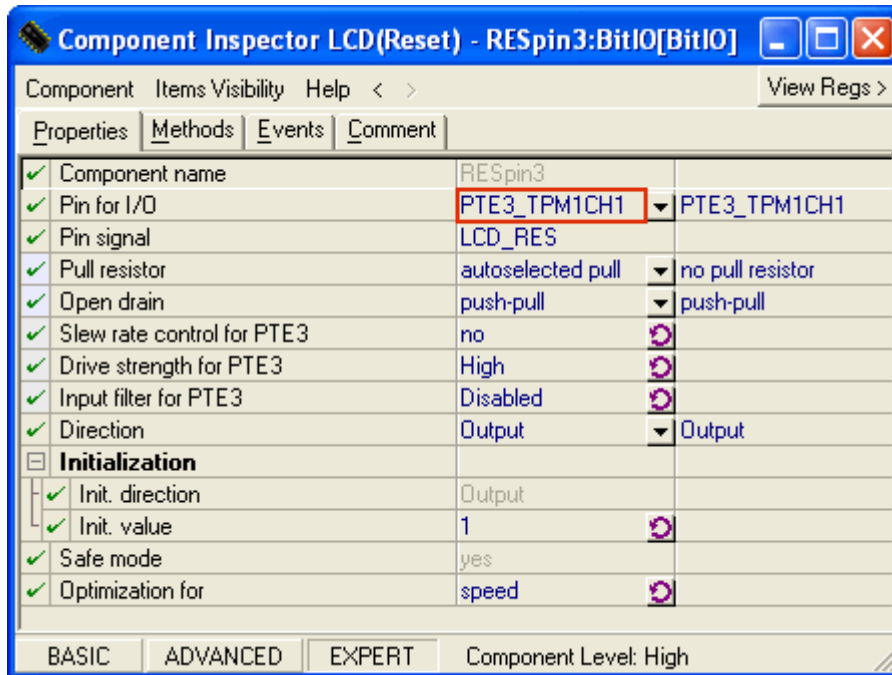 Component Inspector LCD(Reset) - RESpin3:BitIO[BitIO]
Component Items Visibility Help < > View Regs >
Properties Methods Events Comment
Component name RESpin3
Pin for I/O PTE3_TPM1CH1 PTE3_TPM1CH1
Pin signal LCD_RES
Pull resistor autoselected pull no pull resistor
Open drain push-pull push-pull
Slew rate control for PTE3 no
Drive strength for PTE3 High
Input filter for PTE3 Disabled
Direction Output Output
Initialization
Init. direction Output
Init. value 1
Safe mode yes
Optimization for speed
BASIC ADVANCED EXPERT Component Level: High